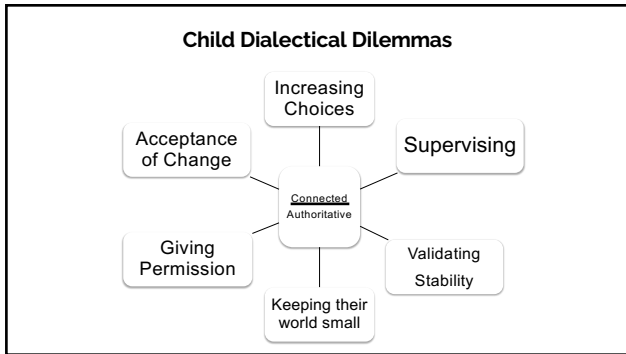 Child Dialectical Dilemmas
Increasing
Choices
Acceptance
of Change
Supervising
Connected
Authoritative
Giving
Permission
Validating
Stability
Keeping their
world small